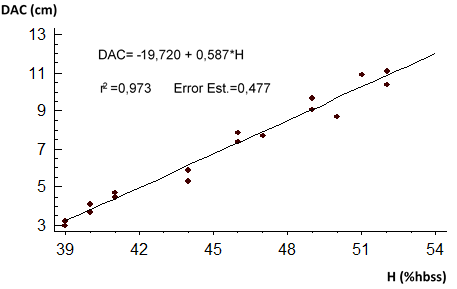 DAC (cm)
13
DAC= -19,720 + 0,587*H
11
r² =0,973 Error Est.=0,477
9
7
5
3
39 42 45 48 51 54
H (%hbss)